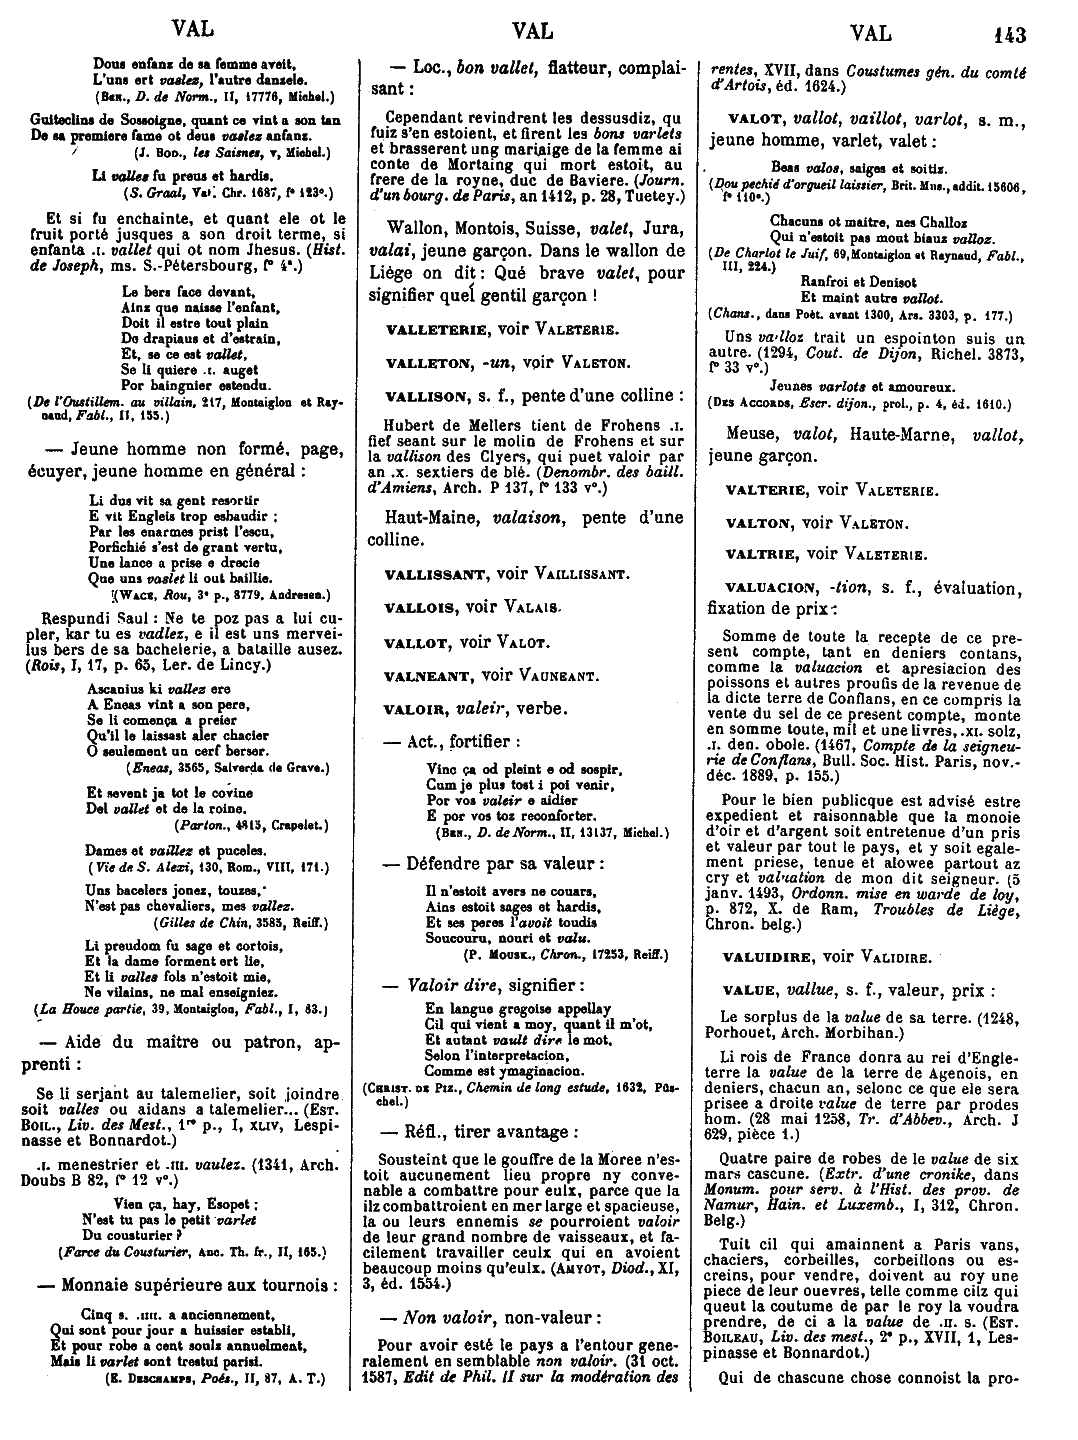 VAL VAL VAL 143
Dous enfanz de sa femme aveit,
L'uns ert vaslez, l'autre danzele.
(Ben., D. de Norm., II, 17776, Michel.)
Guiteclins de Sossoigne, quant ce vint a son tan
De sa premiere fame ot deus vaslez anfanz.
(J. Bod., les Saisnes, v, Michel.)
Li valles fu preus et hardis.
(S. Graal, Vat. Chr. 1687, f° 123ᵃ.)
Et si fu enchainte, et quant ele ot le
fruit porté jusques a son droit terme, si
enfanta .I. vallet qui ot nom Jhesus. (Hist.
de Joseph, ms. S.-Pétersbourg, f° 4ᵃ.)
Le bers face devant,
Ainz que naisse l'enfant,
Doit il estre tout plain
De drapiaus et d'estrain,
Et, se ce est vallet,
Se li quiere .I. auget
Por baingnier estendu.
(De l'Oustillem. au villain, 217, Montaiglon et Ray-
naud, Fabl., II, 155.)
— Jeune homme non formé, page,
écuyer, jeune homme en général :
Li dus vit sa gent resortir
E vit Engleis trop esbaudir ;
Par les enarmes prist l'escu,
Porfichié s'est de grant vertu,
Une lance a prise e drecie
Que uns vaslet li out baillie.
(Wace, Rou, 3ᵉ p., 8779, Andresen.)
Respundi Saul : Ne te poz pas a lui cu-
pler, kar tu es vadlez, e il est uns mervei-
lus bers de sa bachelerie, a bataille ausez.
(Rois, I, 17, p. 65, Ler. de Lincy.)
Ascanius ki vallez ere
A Eneas vint a son pere,
Se li comença a preier
Qu'il le laissast aler chacier
O seulement un cerf berser.
(Eneas, 3565, Salverda de Grave.)
Et sevent ja tot le covine
Del vallet et de la roine.
(Parton., 4815, Crapelet.)
Dames et vaillez et puceles.
(Vie de S. Alexi, 130, Rom., VIII, 171.)
Uns bacelers jonez, touzes,
N'est pas chevaliers, mes vallez.
(Gilles de Chin, 3585, Reiff.)
Li preudom fu sage et cortois,
Et la dame forment ert lie,
Et li valles fols n'estoit mie,
Ne vilains, ne mal enseigniez.
(La Houce partie, 39, Montaiglon, Fabl., I, 83.)
— Aide du maitre ou patron, ap-
prenti :
Se li serjant au talemelier, soit joindre
soit valles ou aidans a talemelier... (Est.
Boil., Liv. des Mest., 1ʳᵉ p., I, XLIV, Lespi-
nasse et Bonnardot.)
.I. menestrier et .III. vaulez. (1341, Arch.
Doubs B 82, f° 12 v°.)
Vien ça, hay, Esopet ;
N'est tu pas le petit varlet
Du cousturier ?
(Farce du Cousturier, Anc. Th. fr., II, 165.)
— Monnaie supérieure aux tournois :
Cinq s. .IIII. a anciennement,
Qui sont pour jour a huissier establi,
Et pour robe a cent soulz annuelment,
Mais li varlet sont trestui parisi.
(E. Deschamps, Poés., II, 87, A. T.)
— Loc., bon vallet, flatteur, complai-
sant :
Cependant revindrent les dessusdiz, qu
fuiz s'en estoient, et firent les bons varlets
et brasserent ung mariaige de la femme ai
conte de Mortaing qui mort estoit, au
frere de la royne, duc de Baviere. (Journ.
d'un bourg. de Paris, an 1412, p. 28, Tuetey.)
Wallon, Montois, Suisse, valet, Jura,
valai, jeune garçon. Dans le wallon de
Liége on dit : Qué brave valet, pour
signifier quel gentil garçon !
VALLETERIE, voir Valeterie.
VALLETON, -un, voir Valeton.
VALLISON, s. f., pente d'une colline :
Hubert de Mellers tient de Frohens .I.
fief seant sur le molin de Frohens et sur
la vallison des Clyers, qui puet valoir par
an .x. sextiers de blé. (Denombr. des baill.
d'Amiens, Arch. P 137, f° 133 v°.)
Haut-Maine, valaison, pente d'une
colline.
VALLISSANT, voir Vaillissant.
VALLOIS, voir Valais.
VALLOT, voir Valot.
VALNEANT, voir Vauneant.
VALOIR, valeir, verbe.
— Act., fortifier :
Vinc ça od pleint e od sospir,
Cum je plus tost i poi venir,
Por vos valeir e aidier
E por vos toz reconforter.
(Ben., D. de Norm., II, 13137, Michel.)
— Défendre par sa valeur :
Il n'estoit avers ne couars,
Ains estoit sages et hardis,
Et ses peres l'avoit toudis
Soucouru, nouri et valu.
(P. Mousk., Chron., 17253, Reiff.)
— Valoir dire, signifier :
En langue gregoise appellay
Cil qui vient a moy, quant il m'ot,
Et autant vault dire le mot,
Selon l'interpretacion,
Comme est ymaginacion.
(Christ. de Piz., Chemin de long estude, 1632, Püs-
chel.)
— Réfl., tirer avantage :
Sousteint que le gouffre de la Moree n'es-
toit aucunement lieu propre ny conve-
nable a combattre pour eulx, parce que la
ilz combattroient en mer large et spacieuse,
la ou leurs ennemis se pourroient valoir
de leur grand nombre de vaisseaux, et fa-
cilement travailler ceulx qui en avoient
beaucoup moins qu'eulx. (Amyot, Diod., XI,
3, éd. 1554.)
— Non valoir, non-valeur :
Pour avoir esté le pays a l'entour gene-
ralement en semblable non valoir. (31 oct.
1587, Edit de Phil. II sur la modération des
rentes, XVII, dans Coustumes gén. du comté
d'Artois, éd. 1624.)
VALOT, vallot, vaillot, varlot, s. m.,
jeune homme, varlet, valet :
Beas valos, saiges et soitiz.
(Dou pechié d'orgueil laissier, Brit. Mus., addit. 15606,
f° 110ᵃ.)
Chacuns ot maitre, nes Challoz
Qui n'estoit pas mout biaus valloz.
(De Charlot le Juif, 69, Montaiglon et Raynaud, Fabl.,
III, 224.)
Ranfroi et Denisot
Et maint autre vallot.
(Chans., dans Poèt. avant 1300, Ars. 3303, p. 177.)
Uns valloz trait un espointon suis un
autre. (1294, Cout. de Dijon, Richel. 3873,
f° 33 v°.)
Jeunes varlots et amoureux.
(Des Accords, Escr. dijon., prol., p. 4, éd. 1610.)
Meuse, valot, Haute-Marne, vallot,
jeune garçon.
VALTERIE, voir Valeterie.
VALTON, voir Valeton.
VALTRIE, voir Valeterie.
VALUACION, -tion, s. f., évaluation,
fixation de prix :
Somme de toute la recepte de ce pre-
sent compte, tant en deniers contans,
comme la valuacion et apresiacion des
poissons et autres proufis de la revenue de
la dicte terre de Conflans, en ce compris la
vente du sel de ce present compte, monte
en somme toute, mil et une livres, .XI. solz,
.I. den. obole. (1467, Compte de la seigneu-
rie de Conflans, Bull. Soc. Hist. Paris, nov.-
déc. 1889, p. 155.)
Pour le bien publicque est advisé estre
expedient et raisonnable que la monoie
d'oir et d'argent soit entretenue d'un pris
et valeur par tout le pays, et y soit egale-
ment priese, tenue et alowee partout az
cry et valuation de mon dit seigneur. (5
janv. 1493, Ordonn. mise en warde de loy,
p. 872, X. de Ram, Troubles de Liège,
Chron. belg.)
VALUIDIRE, voir Validire.
VALUE, vallue, s. f., valeur, prix :
Le sorplus de la value de sa terre. (1248,
Porhouet, Arch. Morbihan.)
Li rois de France donra au rei d'Engle-
terre la value de la terre de Agenois, en
deniers, chacun an, selonc ce que ele sera
prisee a droite value de terre par prodes
hom. (28 mai 1258, Tr. d'Abbev., Arch. J
629, pièce 1.)
Quatre paire de robes de le value de six
mars cascune. (Extr. d'une cronike, dans
Monum. pour serv. à l'Hist. des prov. de
Namur, Hain. et Luxemb., I, 312, Chron.
Belg.)
Tuit cil qui amainnent a Paris vans,
chaciers, corbeilles, corbeillons ou es-
creins, pour vendre, doivent au roy une
piece de leur ouevres, telle comme cilz qui
queut la coutume de par le roy la voudra
prendre, de ci a la value de .II. s. (Est.
Boileau, Liv. des mest., 2ᵉ p., XVII, 1, Les-
pinasse et Bonnardot.)
Qui de chascune chose connoist la pro-